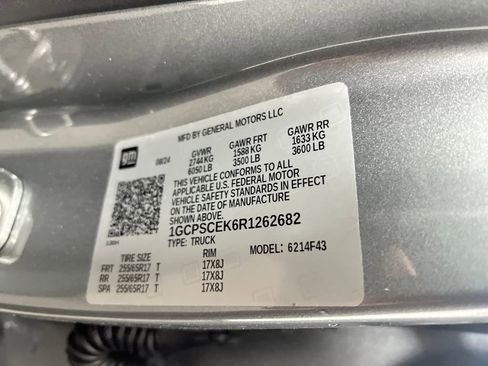 MFD BY GENERAL MOTORS LLC
gm
08/24
GVWR
2744 KG
6050 LB
GAWR FRT
1588 KG
3500 LB
GAWR RR
1633 KG
3600 LB
THIS VEHICLE CONFORMS TO ALL
APPLICABLE U.S. FEDERAL MOTOR
VEHICLE SAFETY STANDARDS IN EFFECT
ON THE DATE OF MANUFACTURE
SHOWN ABOVE.
1GCPSCEK6R1262682
TYPE: TRUCK
MODEL: 6214F43
TIRE SIZE RIM
FRT 255/65R17 T 17X8J
RR 255/65R17 T 17X8J
SPA 255/65R17 T 17X8J